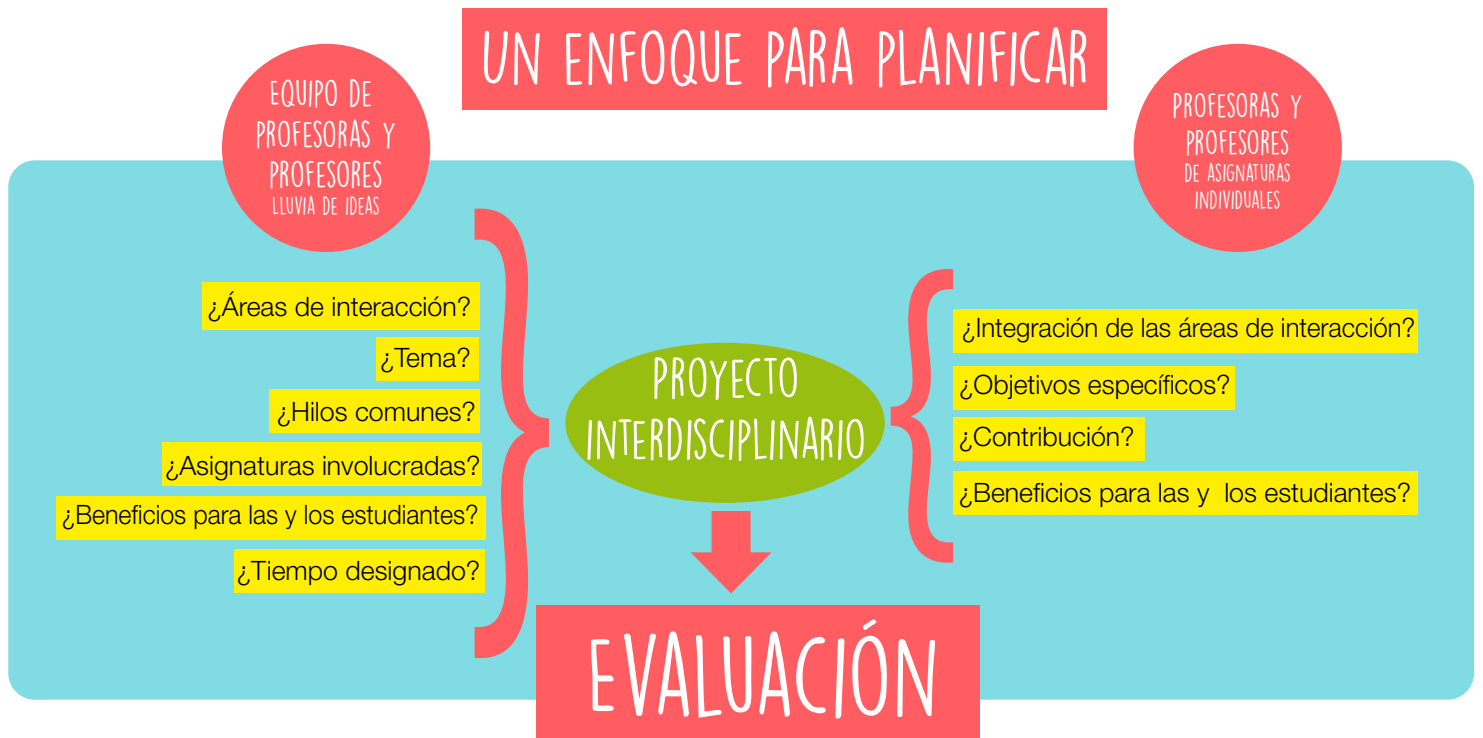 UN ENFOQUE PARA PLANIFICAR
EQUIPO DE
PROFESORAS Y
PROFESORES
LLUVIA DE IDEAS
¿Áreas de interacción?
¿Tema?
¿Hilos comunes?
¿Asignaturas involucradas?
¿Beneficios para las y los estudiantes?
¿Tiempo designado?
PROYECTO
INTERDISCIPLINARIO
PROFESORAS Y
PROFESORES
DE ASIGNATURAS
INDIVIDUALES
¿Integración de las áreas de interacción?
¿Objetivos específicos?
¿Contribución?
¿Beneficios para las y los estudiantes?
EVALUACIÓN